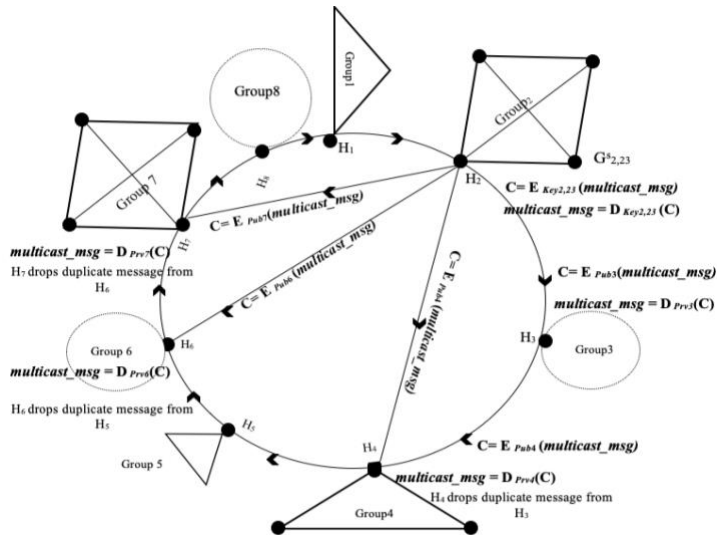 Group1
Group8
Group2
H1
G^s 2,23
H2
C= E Key2,23 (multicast_msg)
multicast_msg = D Key2,23 (C)
H8
Group 7
H7
C= E Pub7(multicast_msg)
C= E Pub6(multicast_msg)
C= E Pub4 (multicast_msg)
multicast_msg = D Prv7(C)
H7 drops duplicate message from
H6
C= E Pub3(multicast_msg)
multicast_msg = D Prv3(C)
H3
Group3
H6
Group 6
multicast_msg = D Prv6(C)
H6 drops duplicate message from
H5
H5
Group 5
H4
C= E Pub4 (multicast_msg)
multicast_msg = D Prv4(C)
H4 drops duplicate message from
H3
Group4